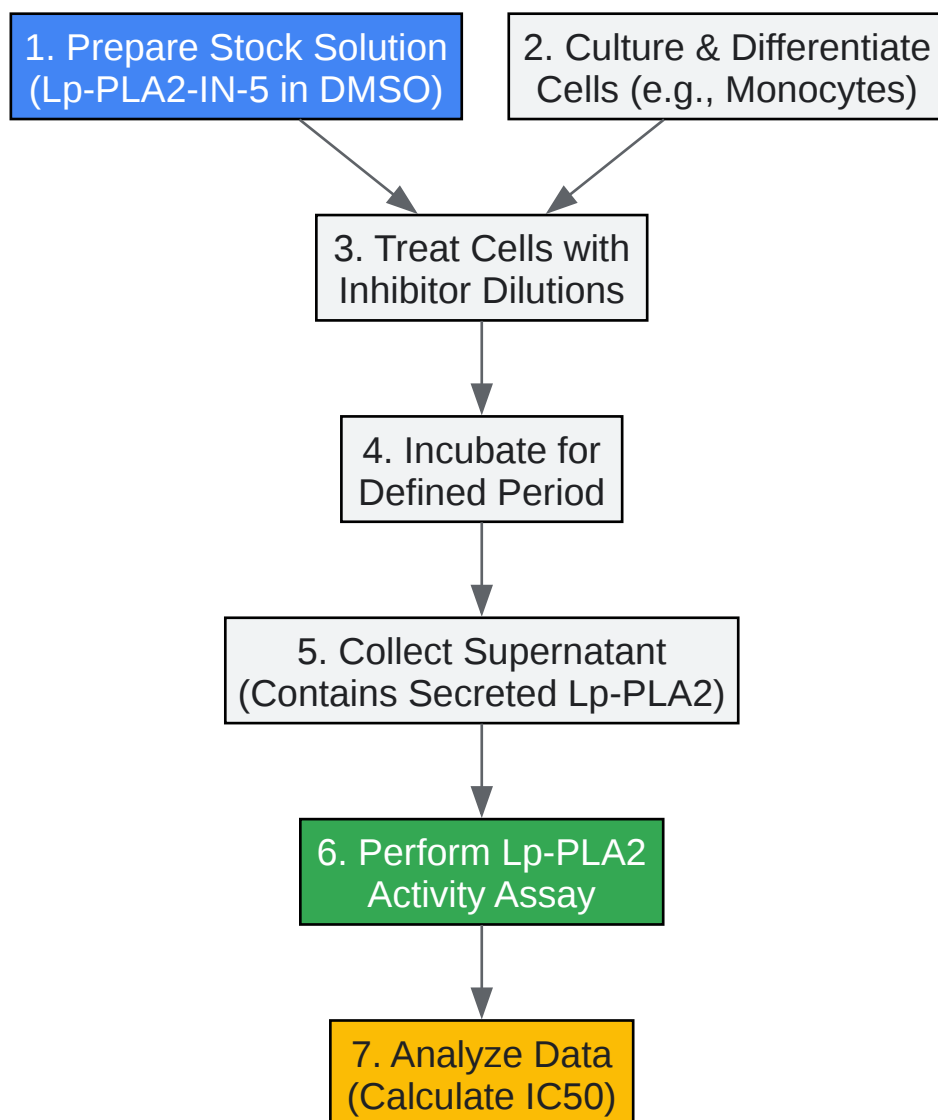 1. Prepare Stock Solution
(Lp-PLA2-IN-5 in DMSO)
2. Culture & Differentiate
Cells (e.g., Monocytes)
3. Treat Cells with
Inhibitor Dilutions
4. Incubate for
Defined Period
5. Collect Supernatant
(Contains Secreted Lp-PLA2)
6. Perform Lp-PLA2
Activity Assay
7. Analyze Data
(Calculate IC50)